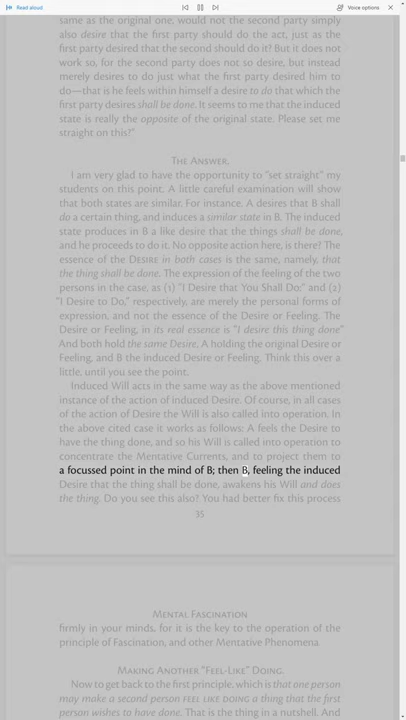 Read aloud
Voice options
same as the original one, would not the second party simply
also desire that the first party should do the act, just as the
first party desired that the second should do it? But it does not
work so, for the second party does not so desire, but instead
merely desires to do just what the first party desired him to
do—that is he feels within himself a desire to do that which the
first party desires shall be done. It seems to me that the induced
state is really the opposite of the original state. Please set me
straight on this?"
THE ANSWER.
I am very glad to have the opportunity to "set straight" my
students on this point. A little careful examination will show
that both states are similar. For instance, A desires that B shall
do a certain thing, and induces a similar state in B. The induced
state produces in B a like desire that the things shall be done,
and he proceeds to do it. No opposite action here, is there? The
essence of the DESIRE in both cases is the same, namely, that
the thing shall be done. The expression of the feeling of the two
persons in the case, as (1) "I Desire that You Shall Do;" and (2)
"I Desire to Do," respectively, are merely the personal forms of
expression, and not the essence of the Desire or Feeling. The
Desire or Feeling, in its real essence is "I desire this thing done"
And both hold the same Desire, A holding the original Desire or
Feeling, and B the induced Desire or Feeling. Think this over a
little, until you see the point.
Induced Will acts in the same way as the above mentioned
instance of the action of Induced Desire. Of course, in all cases
of the action of Desire the Will is also called into operation. In
the above cited case it works as follows: A feels the Desire to
have the thing done, and so his Will is called into operation to
concentrate the Mentative Currents, and to project them to
a focussed point in the mind of B; then B, feeling the induced
Desire that the thing shall be done, awakens his Will and does
the thing. Do you see this also? You had better fix this process
35
MENTAL FASCINATION
firmly in your minds, for it is the key to the operation of the
principle of Fascination, and other Mentative Phenomena.
MAKING ANOTHER "FEEL-LIKE" DOING.
Now to get back to the first principle, which is that one person
may make a second person FEEL LIKE DOING a thing that the first
person wishes to have done. That is the thing in a nutshell. And